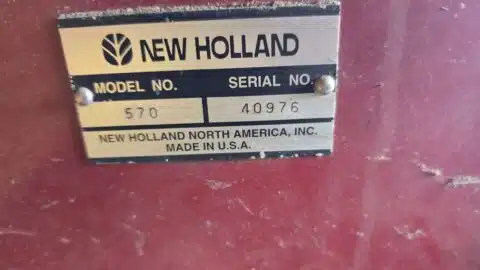 NEW HOLLAND
MODEL NO. SERIAL NO.
570 40976
NEW HOLLAND NORTH AMERICA, INC.
MADE IN U.S.A.